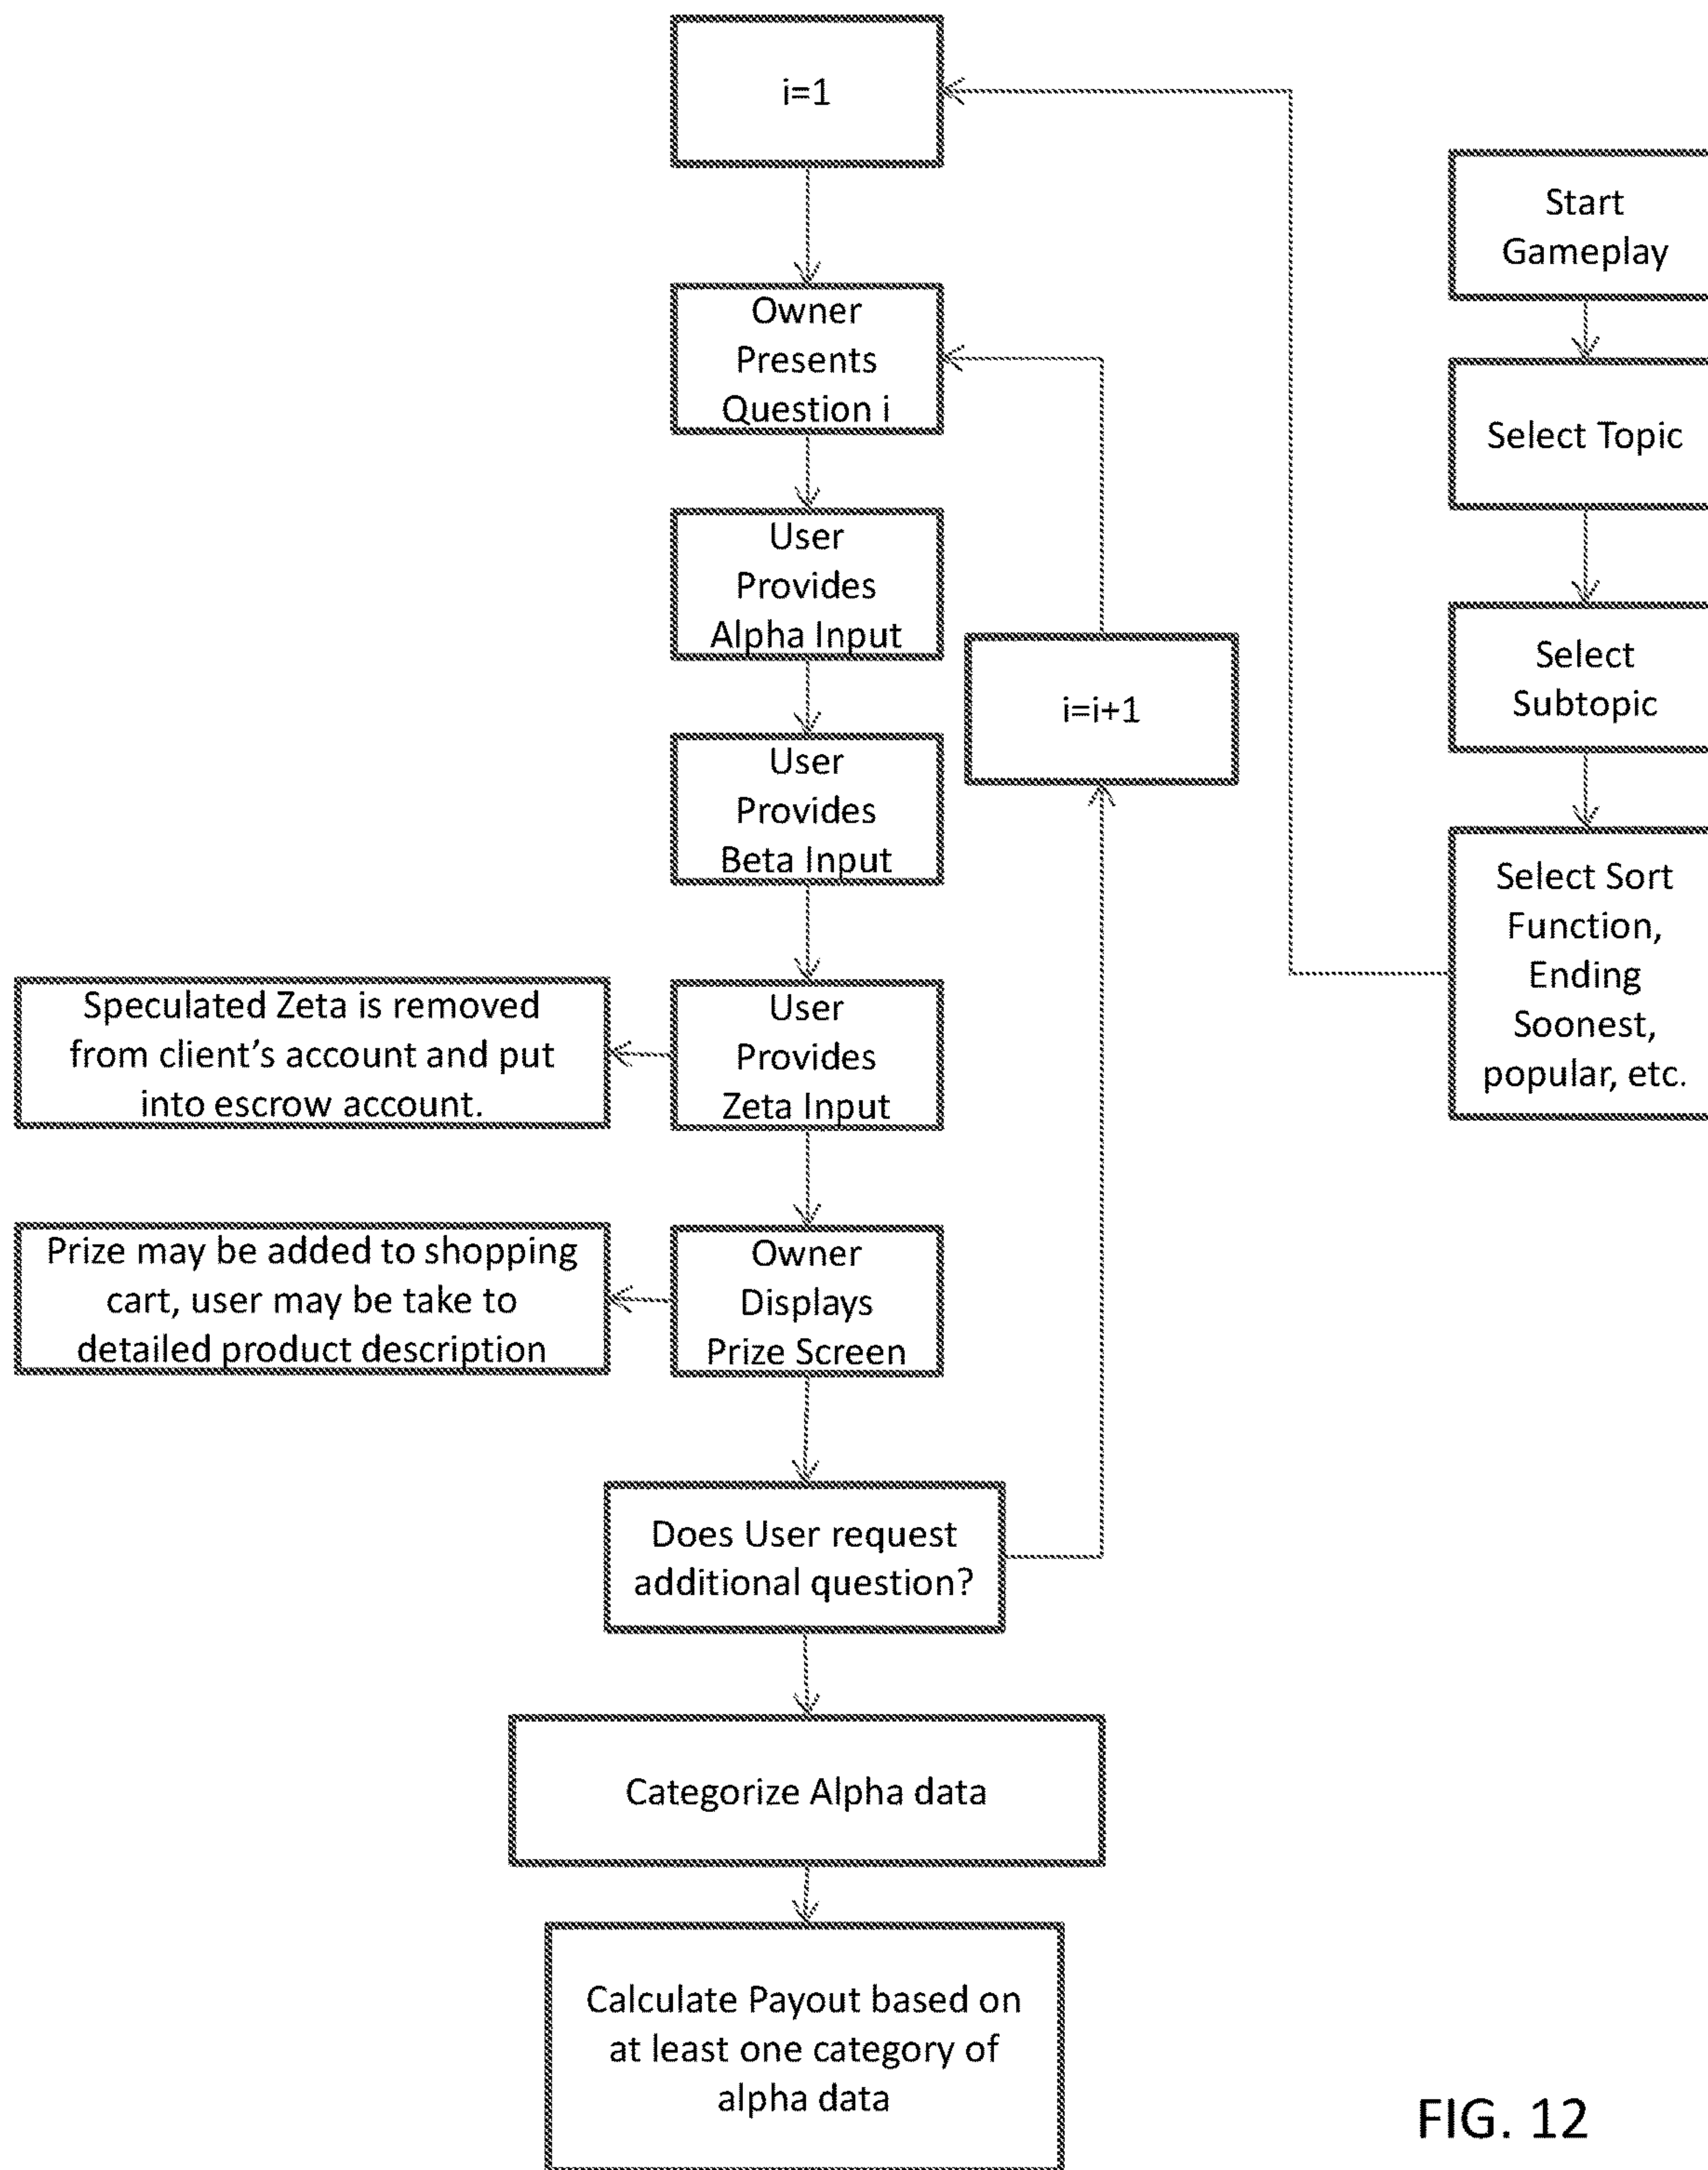 i=1
Start
Gameplay
Owner
Presents
Question i
Select Topic
User
Provides
Alpha Input
i=i+1
Select
Subtopic
User
Provides
Beta Input
Select Sort
Function,
Ending
Soonest,
popular, etc.
Speculated Zeta is removed
from client's account and put
into escrow account.
User
Provides
Zeta Input
Prize may be added to shopping
cart, user may be take to
detailed product description
Owner
Displays
Prize Screen
Does User request
additional question?
Categorize Alpha data
Calculate Payout based on
at least one category of
alpha data
FIG. 12